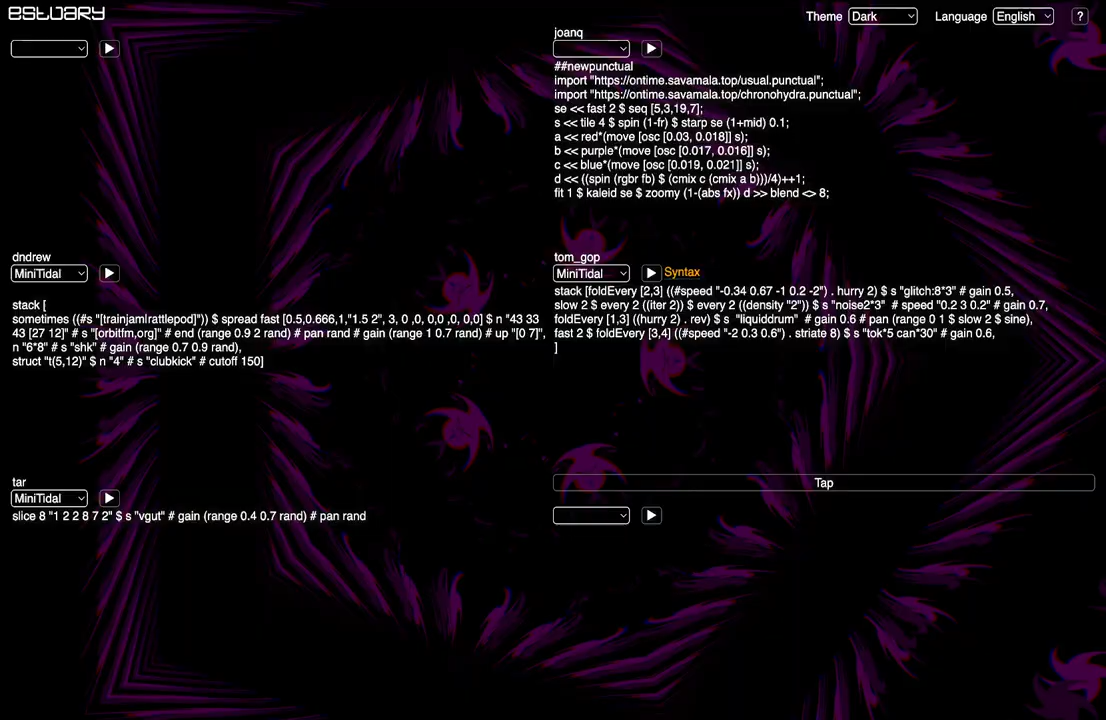 estuary
Theme Dark Language English ?
joanq
##newpunctual
import "https://ontime.savamala.top/usual.punctual";
import "https://ontime.savamala.top/chronohydra.punctual";
se << fast 2 $ seq [5,3,19,7];
s << tile 4 $ spin (1-fr) $ starp se (1+mid) 0.1;
a << red*(move [osc [0.03, 0.018]] s);
b << purple*(move [osc [0.017, 0.016]] s);
c << blue*(move [osc [0.019, 0.021]] s);
d << ((spin (rgbr fb) $ (cmix c (cmix a b)))/4)++1;
fit 1 $ kaleid se $ zoomy (1-(abs fx)) d >> blend <> 8;
dndrew
MiniTidal
stack [
sometimes ((#s "[trainjam|rattlepod]")) $ spread fast [0.5,0.666,1,"1.5 2", 3, 0 ,0, 0,0 ,0, 0,0] $ n "43 33
43 [27 12]" # s "[orbitfm,org]" # end (range 0.9 2 rand) # pan rand # gain (range 1 0.7 rand) # up "[0 7]",
n "6*8" # s "shk" # gain (range 0.7 0.9 rand),
struct "t(5,12)" $ n "4" # s "clubkick" # cutoff 150]
tom_gop
MiniTidal Syntax
stack [foldEvery [2,3] ((#speed "-0.34 0.67 -1 0.2 -2") . hurry 2) $ s "glitch:8*3" # gain 0.5,
slow 2 $ every 2 ((iter 2)) $ every 2 ((density "2")) $ s "noise2*3"  # speed "0.2 3 0.2" # gain 0.7,
foldEvery [1,3] ((hurry 2) . rev) $ s  "liquiddrum"  # gain 0.6 # pan (range 0 1 $ slow 2 $ sine),
fast 2 $ foldEvery [3,4] ((#speed "-2 0.3 0.6") . striate 8) $ s "tok*5 can*30" # gain 0.6,
]
tar
MiniTidal
slice 8 "1 2 2 8 7 2" $ s "vgut" # gain (range 0.4 0.7 rand) # pan rand
Tap